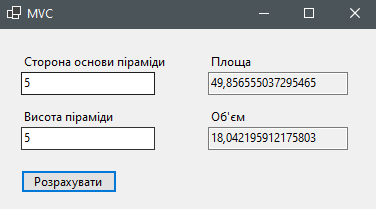 MVC
Сторона основи піраміди
5
Площа
49,856555037295465
Висота піраміди
5
Об'єм
18,042195912175803
Розрахувати